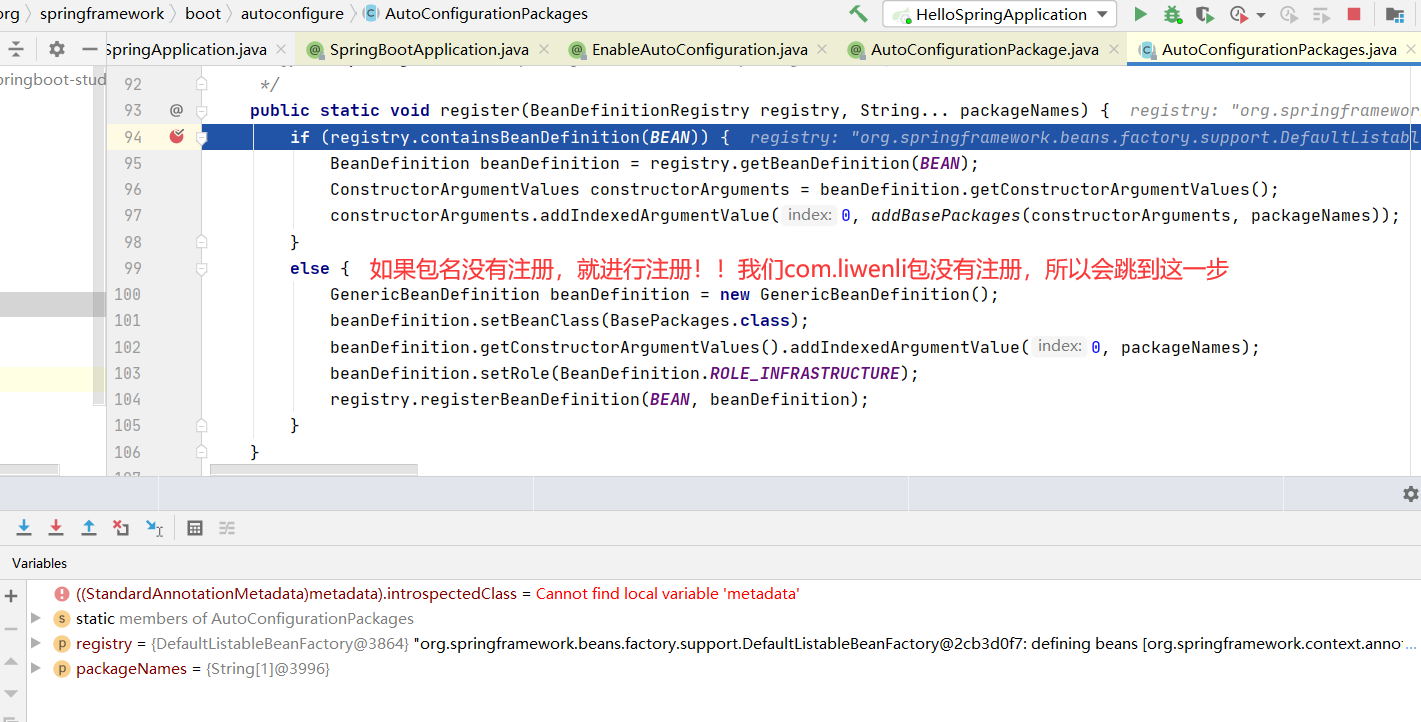 org 〉 springframework 〉 boot 〉 autoconfigure 〉 AutoConfigurationPackages
HelloSpringApplication
SpringApplication.java
SpringBootApplication.java
EnableAutoConfiguration.java
AutoConfigurationPackage.java
AutoConfigurationPackages.java
pringboot-stud
92 */
93 @ public static void register(BeanDefinitionRegistry registry, String... packageNames) { registry: "org.springframewor
94 if (registry.containsBeanDefinition(BEAN)) { registry: "org.springframework.beans.factory.support.DefaultListabl
95 BeanDefinition beanDefinition = registry.getBeanDefinition(BEAN);
96 ConstructorArgumentValues constructorArguments = beanDefinition.getConstructorArgumentValues();
97 constructorArguments.addIndexedArgumentValue( index: 0, addBasePackages(constructorArguments, packageNames));
98 }
99 else { 如果包名没有注册，就进行注册！！我们com.liwenli包没有注册，所以会跳到这一步
100 GenericBeanDefinition beanDefinition = new GenericBeanDefinition();
101 beanDefinition.setBeanClass(BasePackages.class);
102 beanDefinition.getConstructorArgumentValues().addIndexedArgumentValue( index: 0, packageNames);
103 beanDefinition.setRole(BeanDefinition.ROLE_INFRASTRUCTURE);
104 registry.registerBeanDefinition(BEAN, beanDefinition);
105 }
106 }
Variables
((StandardAnnotationMetadata)metadata).introspectedClass = Cannot find local variable 'metadata'
s static members of AutoConfigurationPackages
p registry = {DefaultListableBeanFactory@3864} "org.springframework.beans.factory.support.DefaultListableBeanFactory@2cb3d0f7: defining beans [org.springframework.context.annot...
p packageNames = {String[1]@3996}